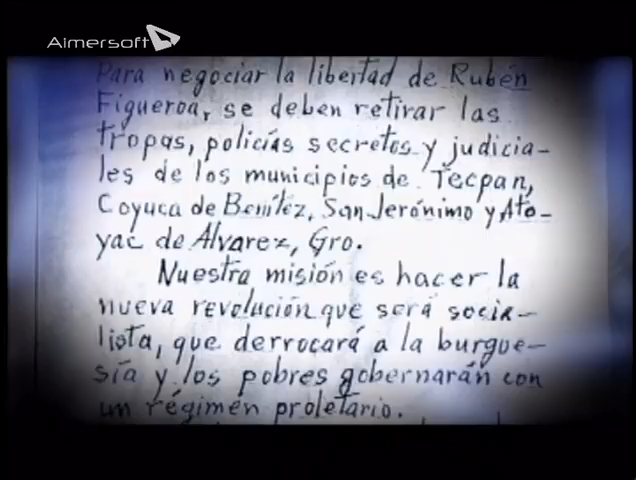 Aimersoft
Para negociar la libertad de Rubén
Figueroa, se deben retirar las
tropas, policías secretos y judicia-
les de los municipios de Tecpan,
Coyuca de Benítez, San Jerónimo y Ato-
yac de Alvarez, Gro.
Nuestra misión es hacer la
nueva revolución que será socia-
lista, que derrocará a la burgue-
sía y los pobres gobernarán con
un régimen proletario.